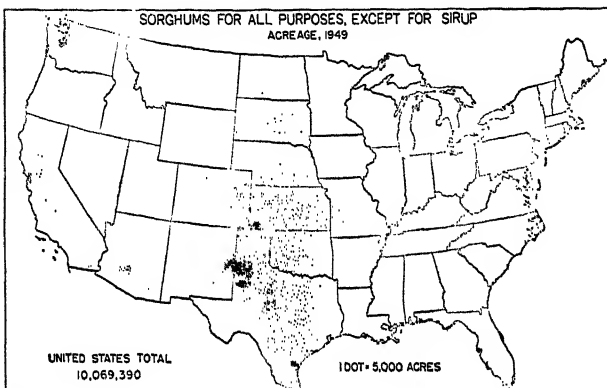 SORGHUMS FOR ALL PURPOSES, EXCEPT FOR SIRUP
ACREAGE, 1949
UNITED STATES TOTAL
10,069,390
1 DOT = 5,000 ACRES